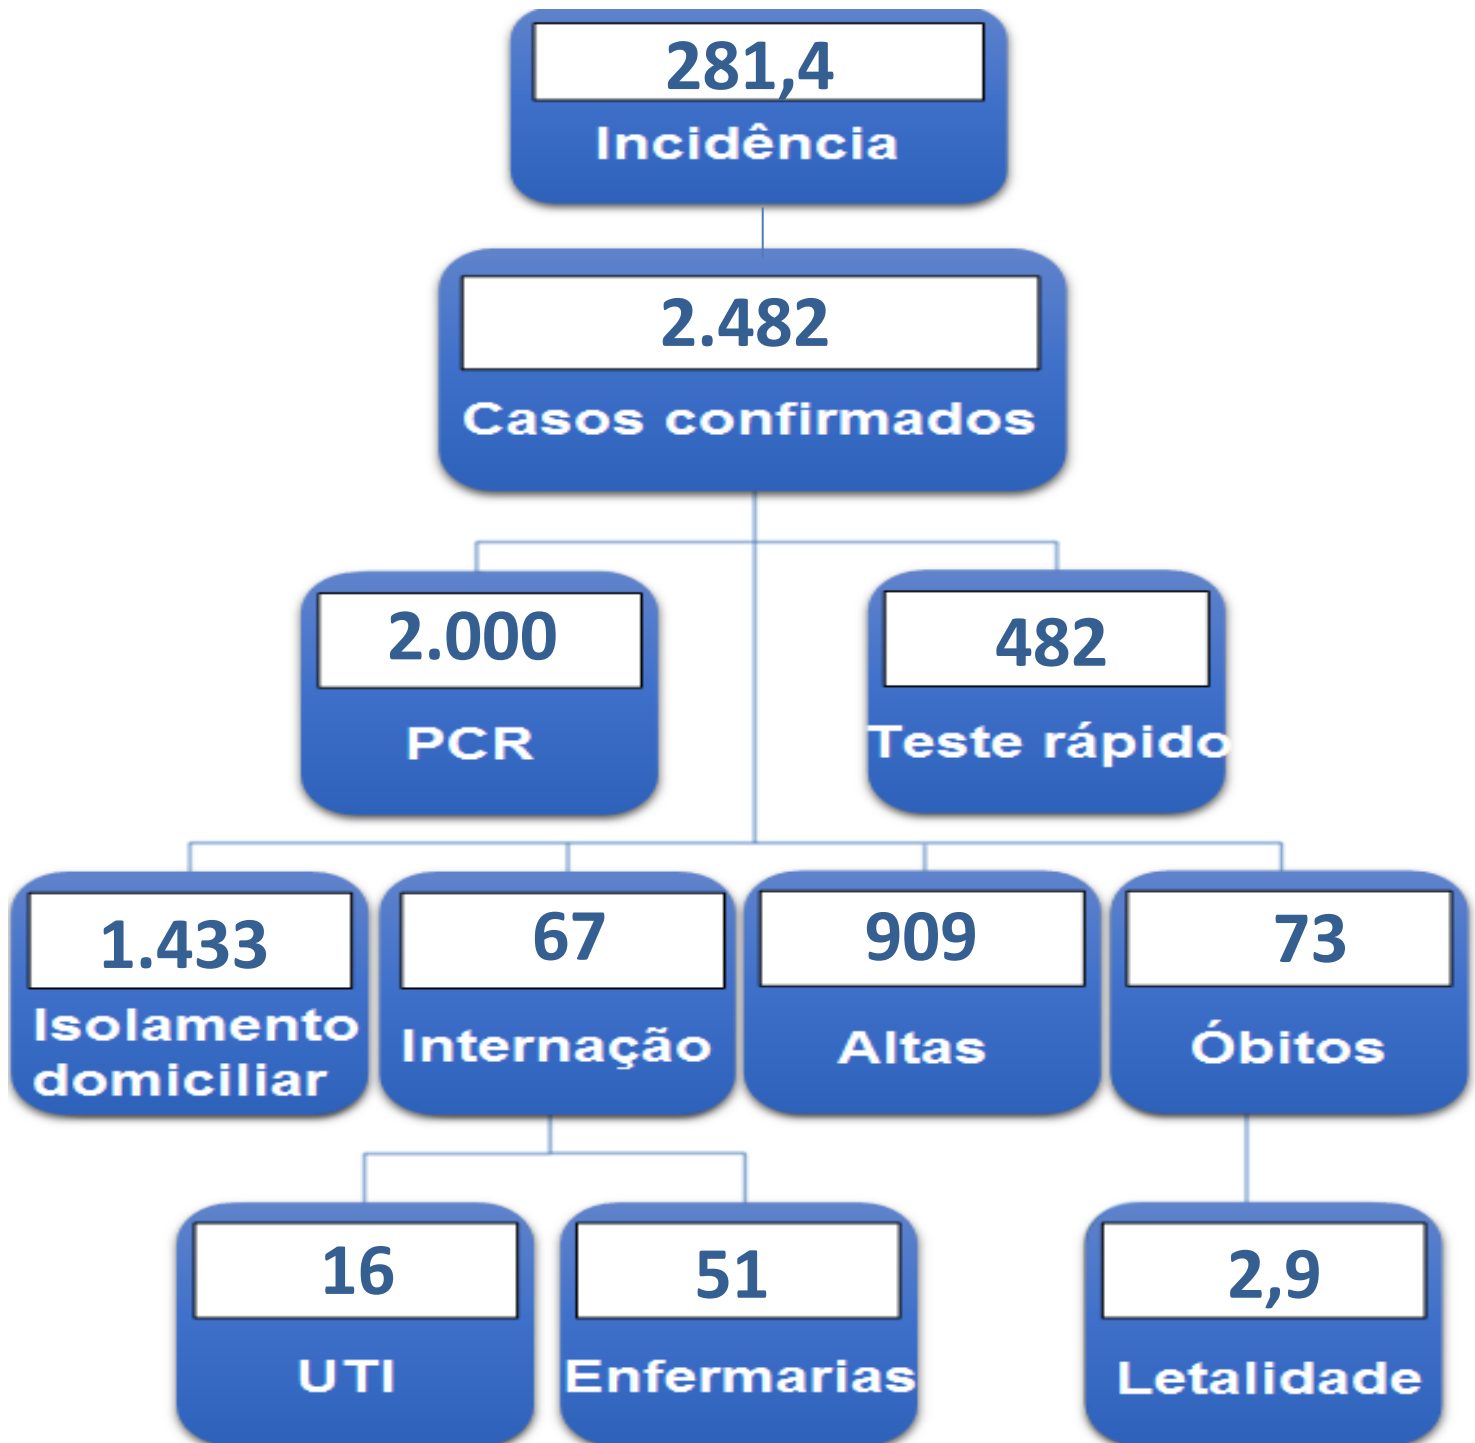 281,4
Incidência
2.482
Casos confirmados
2.000
PCR
482
Teste rápido
1.433
Isolamento
domiciliar
67
Internação
909
Altas
73
Óbitos
16
UTI
51
Enfermarias
2,9
Letalidade